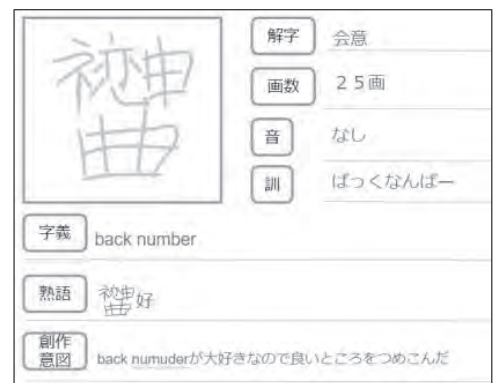 解字 会意
画数 25画
音 なし
訓 ばっくなんばー
字義 back number
熟語 好
創作意図 back numuderが大好きなので良いところをつめこんだ